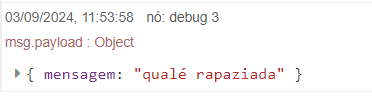 03/09/2024, 11:53:58 nó: debug 3
msg.payload : Object
{ mensagem: "qualé rapaziada" }